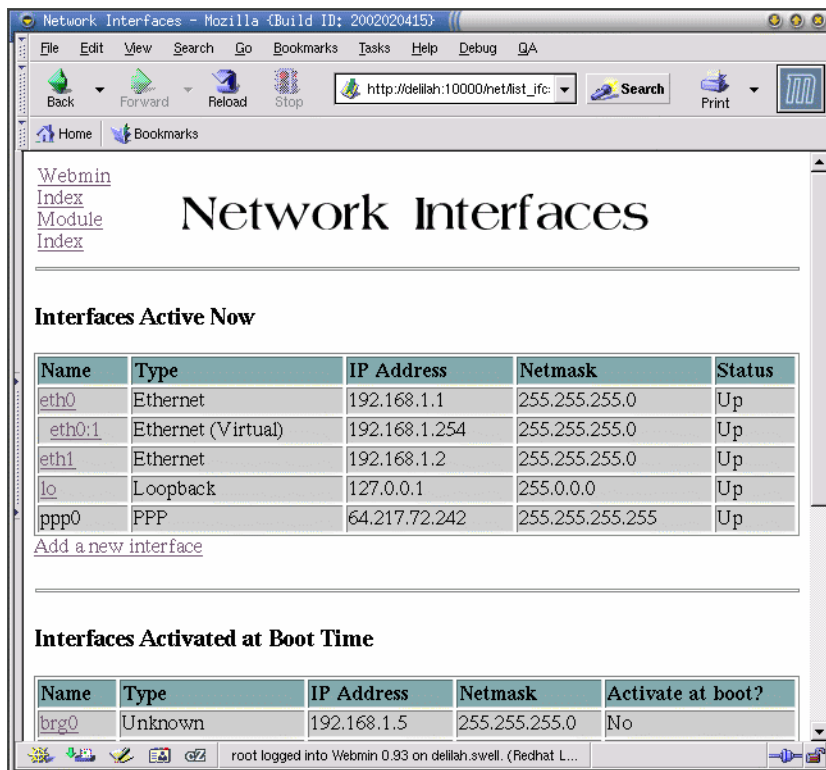 Network Interfaces - Mozilla {Build ID: 2002020415}
File Edit View Search Go Bookmarks Tasks Help Debug QA
Back Forward Reload Stop http://delilah:10000/net/list_ifc: Search Print
Home Bookmarks
Webmin
Index
Module
Index
Network Interfaces
Interfaces Active Now
Name Type IP Address Netmask Status
eth0 Ethernet 192.168.1.1 255.255.255.0 Up
eth0:1 Ethernet (Virtual) 192.168.1.254 255.255.255.0 Up
eth1 Ethernet 192.168.1.2 255.255.255.0 Up
lo Loopback 127.0.0.1 255.0.0.0 Up
ppp0 PPP 64.217.72.242 255.255.255.255 Up
Add a new interface
Interfaces Activated at Boot Time
Name Type IP Address Netmask Activate at boot?
brg0 Unknown 192.168.1.5 255.255.255.0 No
root logged into Webmin 0.93 on delilah.swell. (Redhat L...